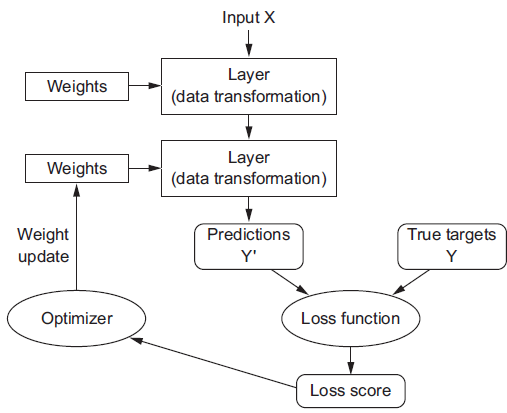 Input X
Layer
(data transformation)
Weights
Layer
(data transformation)
Weights
Weight
update
Predictions
Y'
True targets
Y
Optimizer
Loss function
Loss score